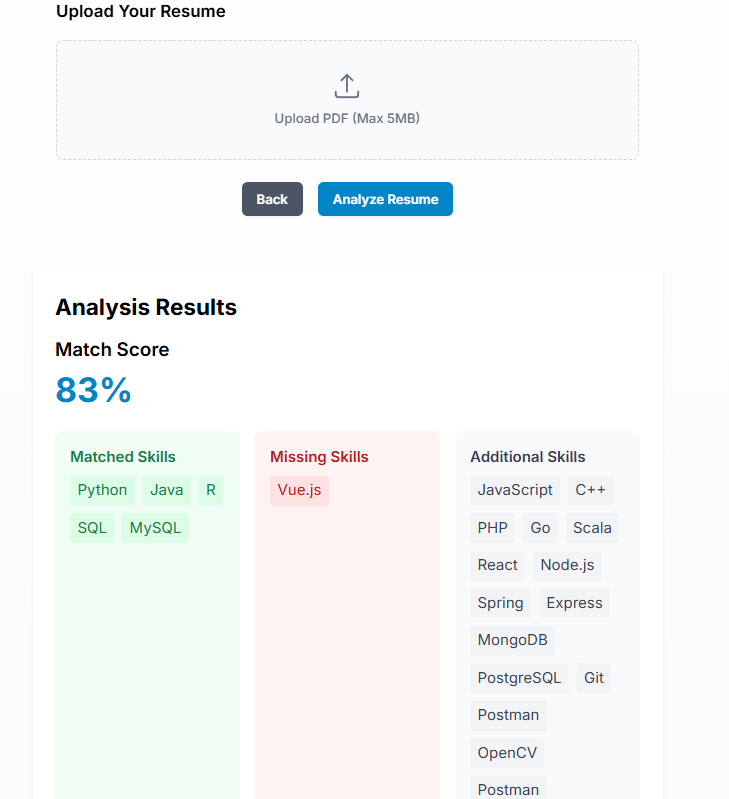 Upload Your Resume
Upload PDF (Max 5MB)
Back Analyze Resume
Analysis Results
Match Score
83%
Matched Skills
Python Java R
SQL MySQL
Missing Skills
Vue.js
Additional Skills
JavaScript C++
PHP Go Scala
React Node.js
Spring Express
MongoDB
PostgreSQL Git
Postman
OpenCV
Postman